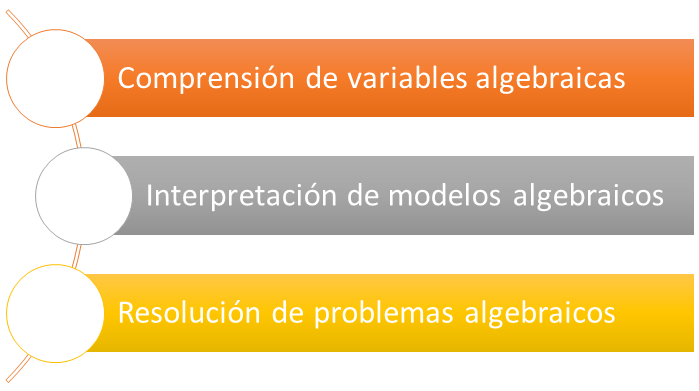 Comprensión de variables algebraicas
Interpretación de modelos algebraicos
Resolución de problemas algebraicos